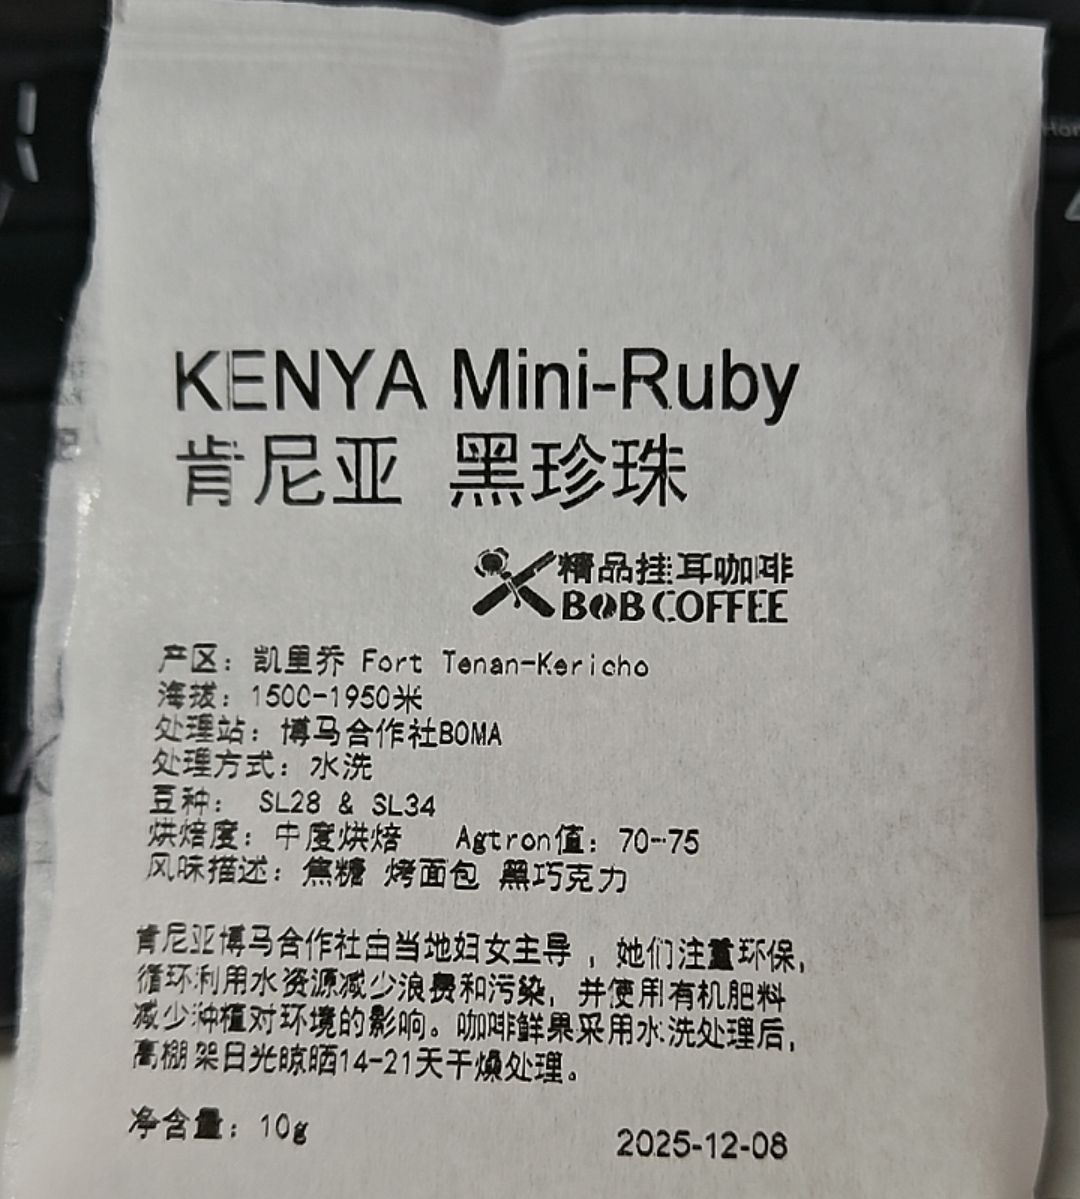 KENYA Mini-Ruby
肯尼亚 黑珍珠
精品挂耳咖啡
BOB COFFEE
产区：凯里乔 Fort Tenan-Kericho
海拔：1500-1950米
处理站：博马合作社BOMA
处理方式：水洗
豆种： SL28 & SL34
烘焙度：中度烘焙 Agtron值：70-75
风味描述：焦糖 烤面包 黑巧克力
肯尼亚博马合作社由当地妇女主导，她们注重环保，
循环利用水资源减少浪费和污染，并使用有机肥料
减少种植对环境的影响。咖啡鲜果采用水洗处理后，
高棚架日光晾晒14-21天干燥处理。
净含量：10g
2025-12-08